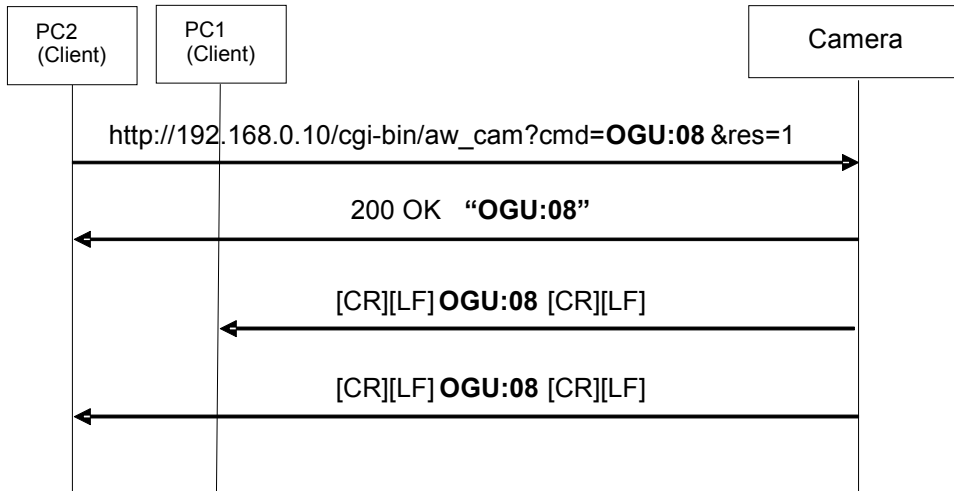 PC2
(Client)
PC1
(Client)
Camera
http://192.168.0.10/cgi-bin/aw_cam?cmd=OGU:08 &res=1
200 OK “OGU:08”
[CR][LF] OGU:08 [CR][LF]
[CR][LF] OGU:08 [CR][LF]